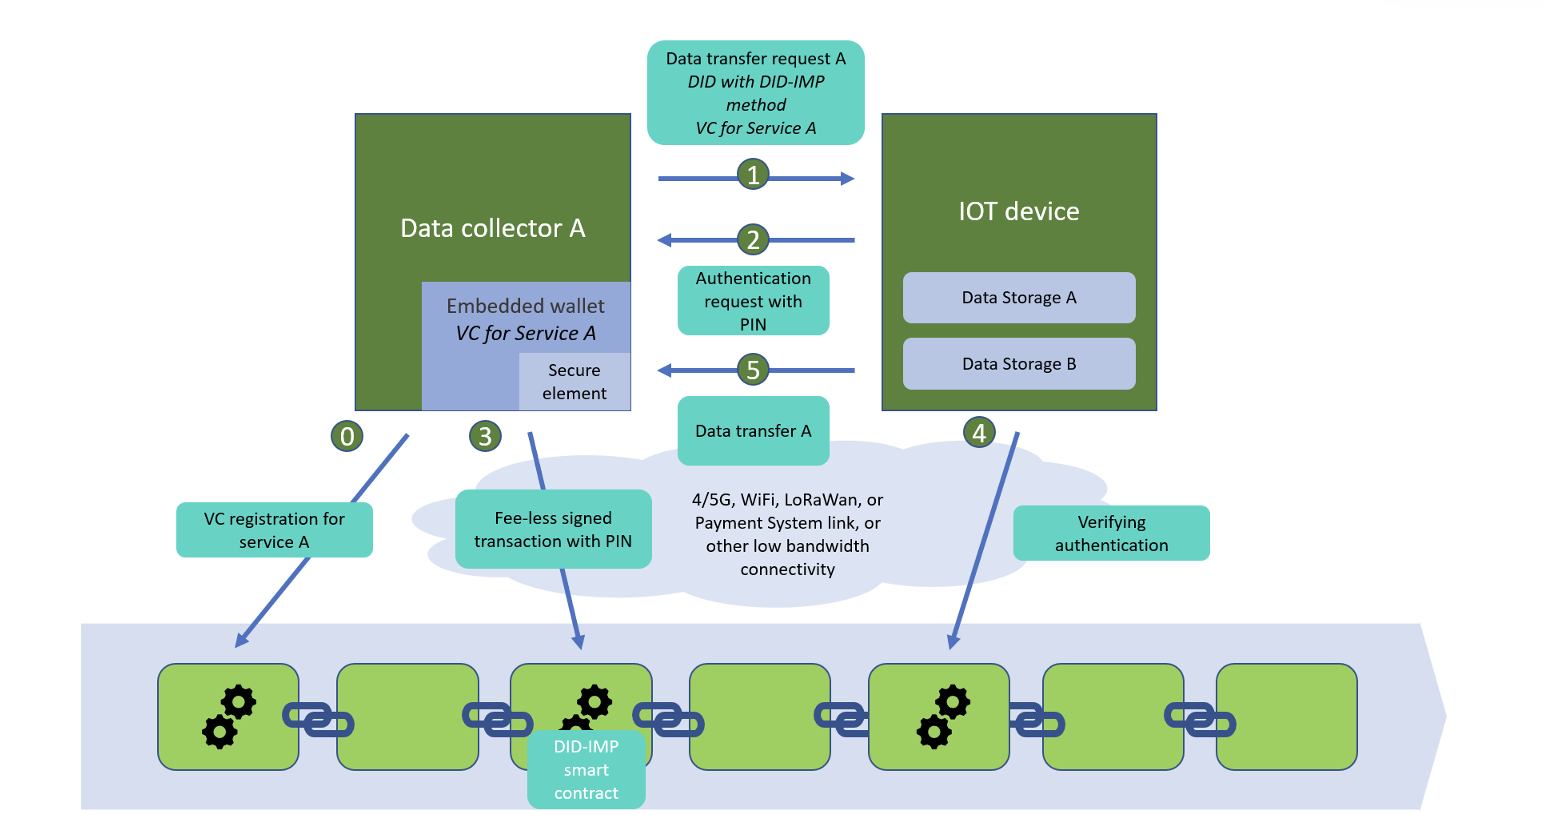 Data transfer request A
DID with DID-IMP
method
VC for Service A
1
Data collector A
IOT device
2
Authentication
request with
PIN
Data Storage A
Embedded wallet
VC for Service A
Data Storage B
5
Secure
element
0
3
Data transfer A
4
4/5G, WiFi, LoRaWan, or
Payment System link, or
other low bandwidth
connectivity
VC registration for
service A
Fee-less signed
transaction with PIN
Verifying
authentication
DID-IMP
smart
contract